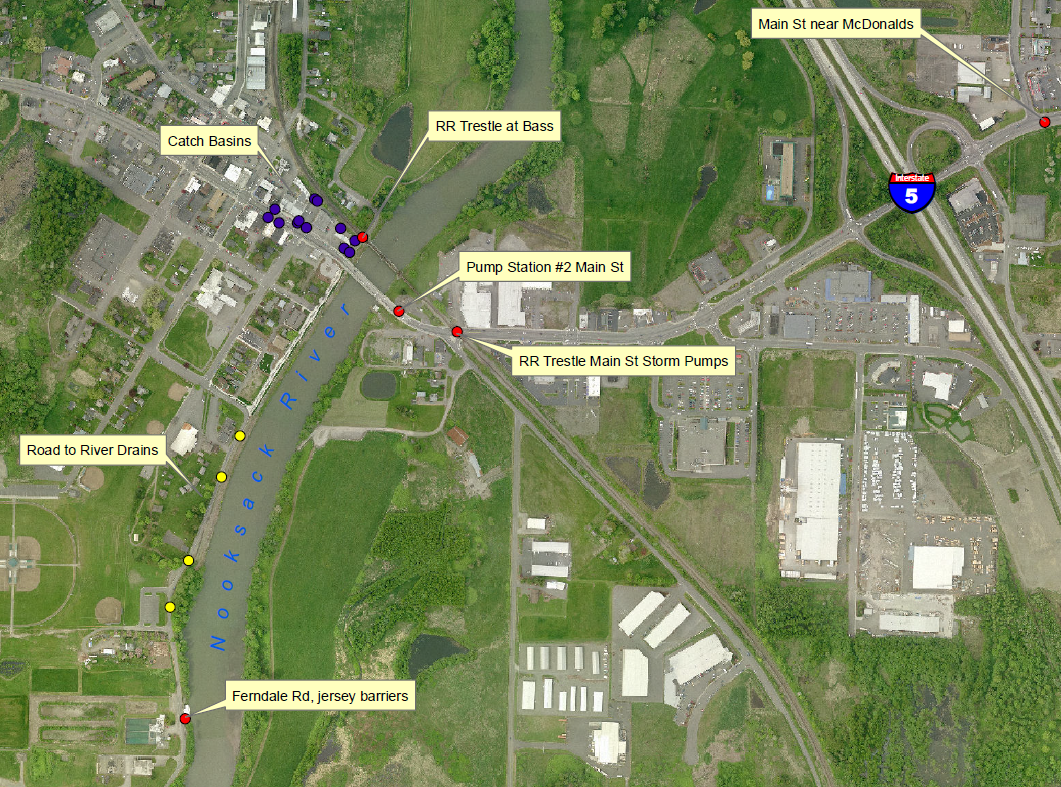 Main St near McDonalds
RR Trestle at Bass
Catch Basins
Interstate
5
Pump Station #2 Main St
RR Trestle Main St Storm Pumps
Nooksack River
Road to River Drains
Ferndale Rd, jersey barriers